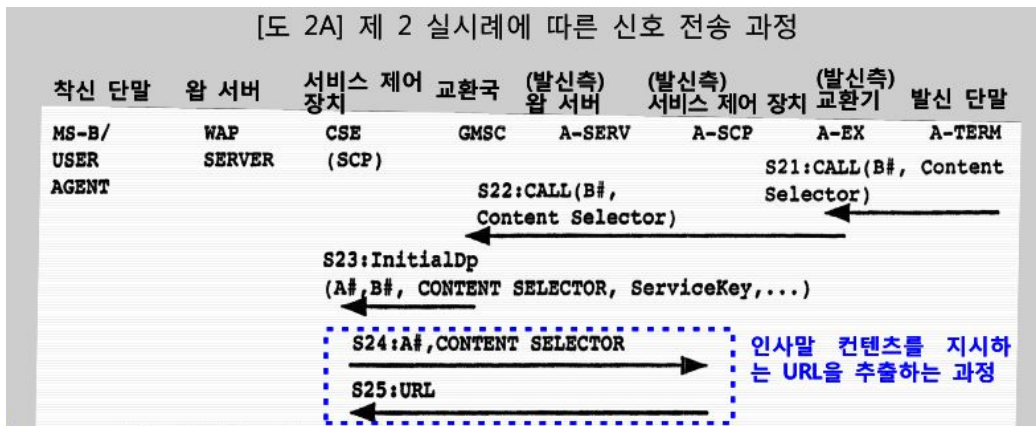 [도 2A] 제 2 실시례에 따른 신호 전송 과정
착신 단말 왑 서버 서비스 제어 장치 교환국 (발신측) 왑 서버 (발신측) 서비스 제어 장치 (발신측) 교환기 발신 단말
MS-B/ WAP CSE GMSC A-SERV A-SCP A-EX A-TERM
USER SERVER (SCP)
AGENT
S21:CALL(B#, Content
Selector)
S22:CALL(B#,
Content Selector)
S23:InitialDp
(A#,B#, CONTENT SELECTOR, ServiceKey,...)
S24:A#,CONTENT SELECTOR
S25:URL
인사말 컨텐츠를 지시하
는 URL을 추출하는 과정